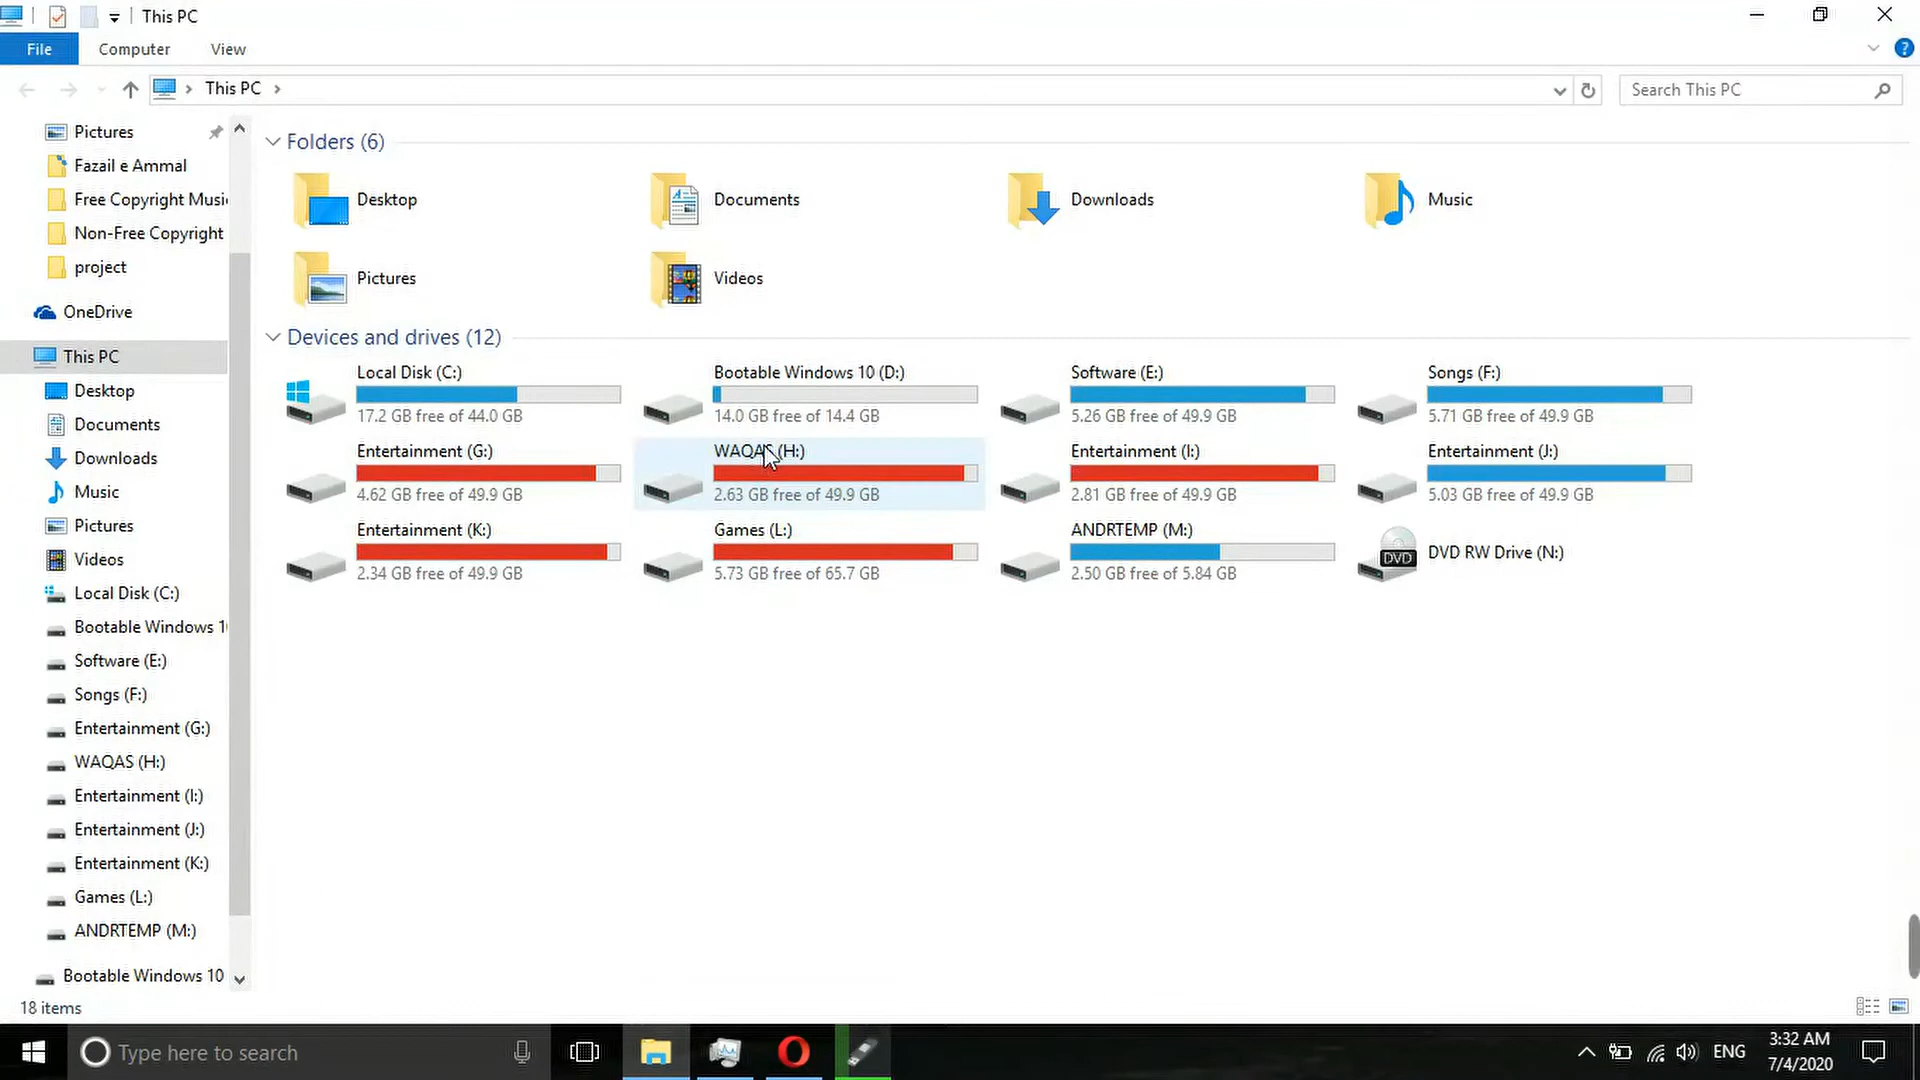 This PC
File Computer View
This PC
Search This PC
Pictures
Fazail e Ammal
Free Copyright Musi
Non-Free Copyright
project
OneDrive
This PC
Desktop
Documents
Downloads
Music
Pictures
Videos
Local Disk (C:)
Bootable Windows 10
Software (E:)
Songs (F:)
Entertainment (G:)
WAQAS (H:)
Entertainment (I:)
Entertainment (J:)
Entertainment (K:)
Games (L:)
ANDRTEMP (M:)
Bootable Windows 10
Folders (6)
Desktop
Documents
Downloads
Music
Pictures
Videos
Devices and drives (12)
Local Disk (C:)
17.2 GB free of 44.0 GB
Bootable Windows 10 (D:)
14.0 GB free of 14.4 GB
Software (E:)
5.26 GB free of 49.9 GB
Songs (F:)
5.71 GB free of 49.9 GB
Entertainment (G:)
4.62 GB free of 49.9 GB
WAQAS (H:)
2.63 GB free of 49.9 GB
Entertainment (I:)
2.81 GB free of 49.9 GB
Entertainment (J:)
5.03 GB free of 49.9 GB
Entertainment (K:)
2.34 GB free of 49.9 GB
Games (L:)
5.73 GB free of 65.7 GB
ANDRTEMP (M:)
2.50 GB free of 5.84 GB
DVD
DVD RW Drive (N:)
18 items
Type here to search
ENG
3:32 AM
7/4/2020